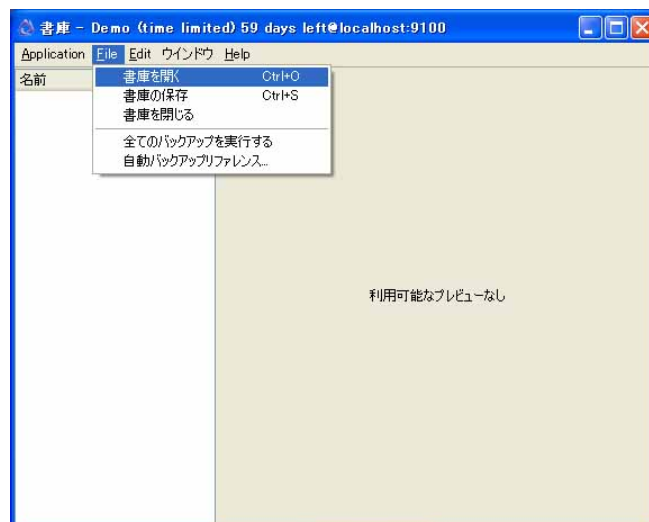 書庫 - Demo (time limited) 59 days left@localhost:9100
Application File Edit ウインドウ Help
名前
書庫を開く Ctrl+O
書庫の保存 Ctrl+S
書庫を閉じる
全てのバックアップを実行する
自動バックアップリファレンス...
利用可能なプレビューなし